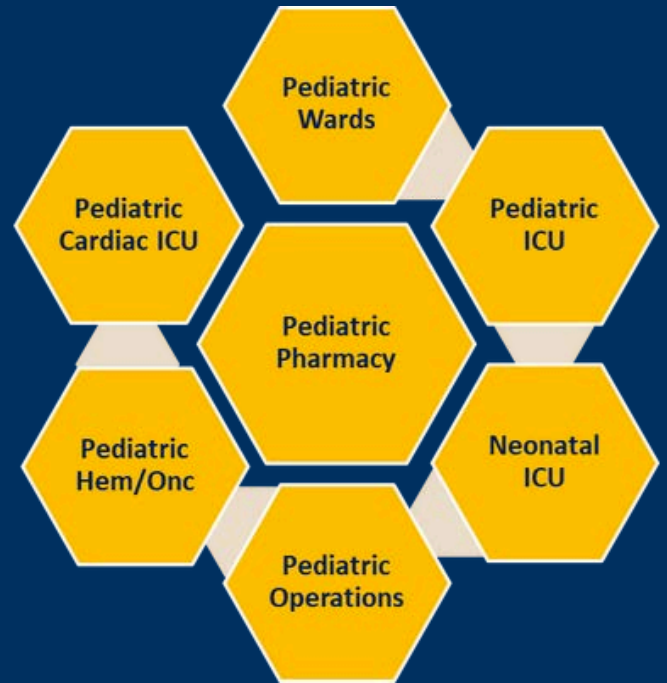 Pediatric
Wards
Pediatric
Cardiac ICU
Pediatric
ICU
Pediatric
Pharmacy
Pediatric
Hem/Onc
Neonatal
ICU
Pediatric
Operations